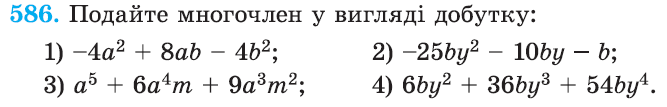 586. Подайте многочлен у вигляді добутку:
1) –4a² + 8ab – 4b²; 2) –25by² – 10by – b;
3) a⁵ + 6a⁴m + 9a³m²; 4) 6by² + 36by³ + 54by⁴.